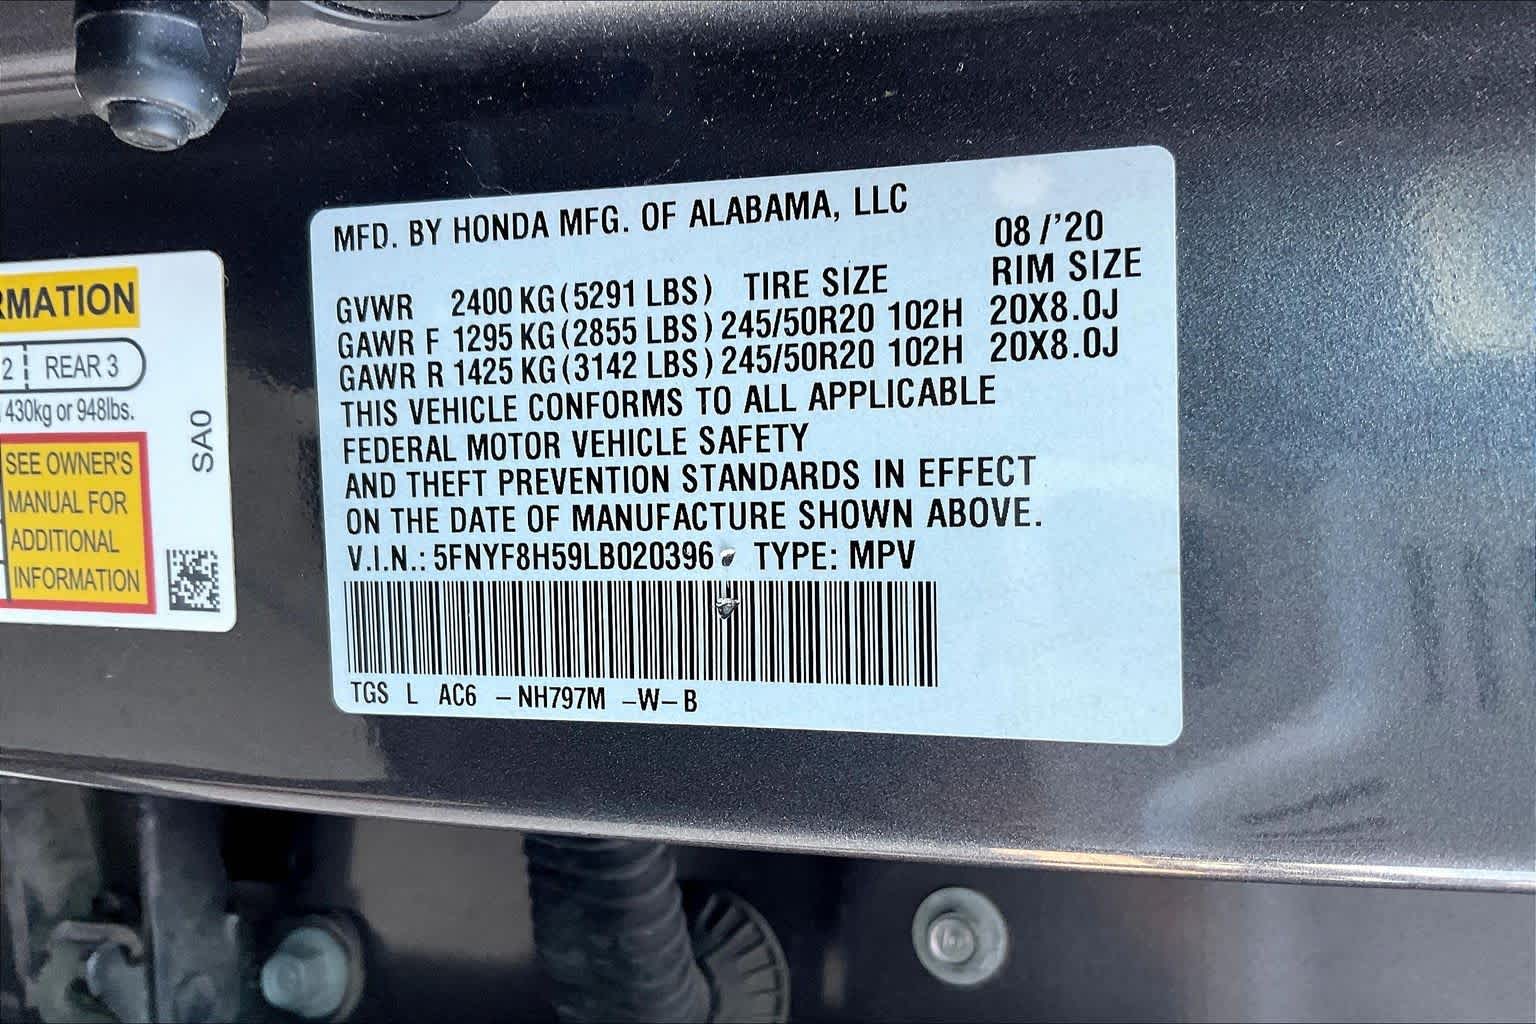 RMATION
2 REAR 3
430kg or 948lbs.
SEE OWNER'S
MANUAL FOR
ADDITIONAL
INFORMATION
SA0
MFD. BY HONDA MFG. OF ALABAMA, LLC
08/'20
GVWR 2400 KG (5291 LBS) TIRE SIZE RIM SIZE
GAWR F 1295 KG (2855 LBS) 245/50R20 102H 20X8.0J
GAWR R 1425 KG (3142 LBS) 245/50R20 102H 20X8.0J
THIS VEHICLE CONFORMS TO ALL APPLICABLE
FEDERAL MOTOR VEHICLE SAFETY
AND THEFT PREVENTION STANDARDS IN EFFECT
ON THE DATE OF MANUFACTURE SHOWN ABOVE.
V.I.N.: 5FNYF8H59LB020396 TYPE: MPV
TGS L AC6 – NH797M –W– B